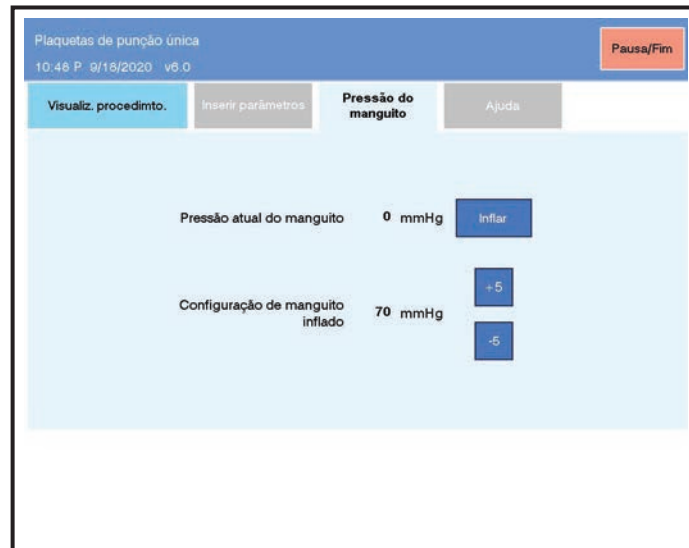 Plaquetas de punção única
10:46 P 9/16/2020 v6.0
Pausa/Fim
Visualiz. procedimto.
Inserir parâmetros
Pressão do
manguito
Ajuda
Pressão atual do manguito 0 mmHg Inflar
+5
Configuração de manguito
inflado
70 mmHg
-5